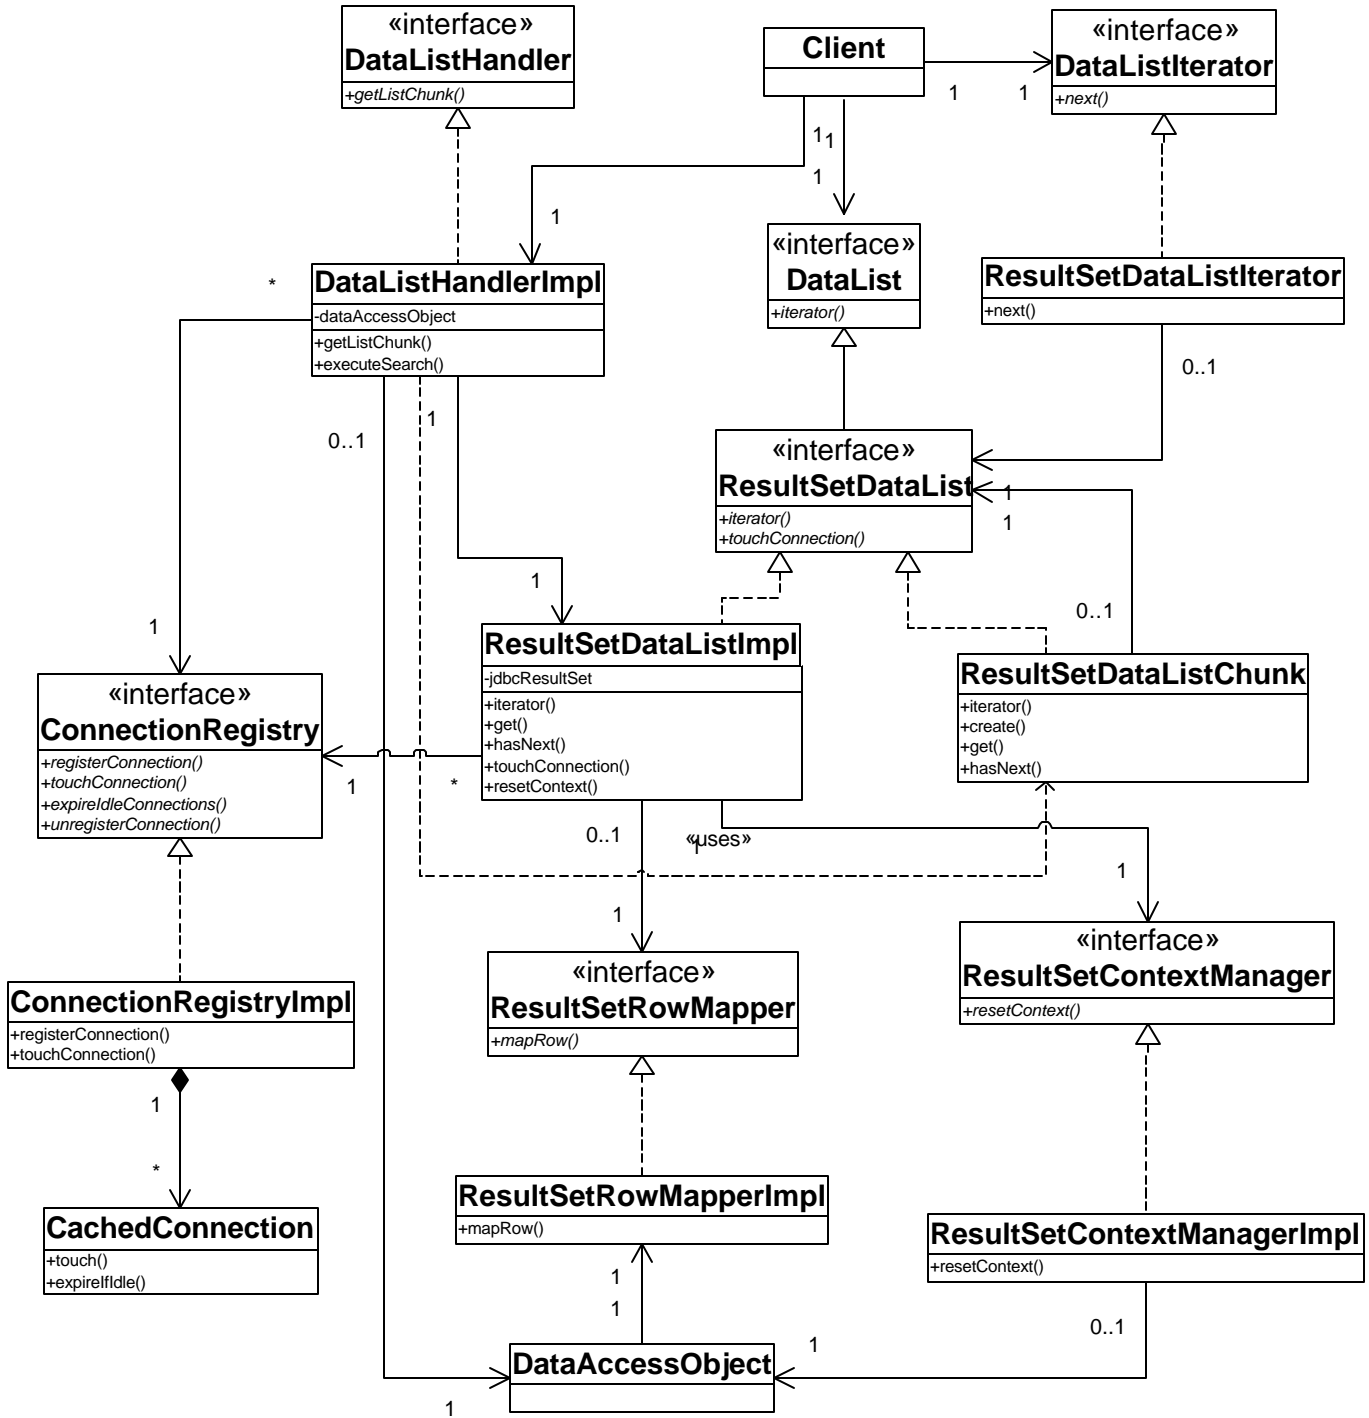 «interface»
DataListHandler
+getListChunk()
Client
«interface»
DataListIterator
+next()
1
1
1
1
1
1
«interface»
DataList
+iterator()
ResultSetDataListIterator
+next()
*
DataListHandlerImpl
-dataAccessObject
+getListChunk()
+executeSearch()
0..1
0..1
1
«interface»
ResultSetDataList
+iterator()
+touchConnection()
1
1
1
0..1
1
ResultSetDataListImpl
-jdbcResultSet
+iterator()
+get()
+hasNext()
+touchConnection()
+resetContext()
ResultSetDataListChunk
+iterator()
+create()
+get()
+hasNext()
«interface»
ConnectionRegistry
+registerConnection()
+touchConnection()
+expireIdleConnections()
+unregisterConnection()
1
*
0..1
«uses»
1
1
1
«interface»
ResultSetRowMapper
+mapRow()
«interface»
ResultSetContextManager
+resetContext()
ConnectionRegistryImpl
+registerConnection()
+touchConnection()
1
*
CachedConnection
+touch()
+expireIfIdle()
ResultSetRowMapperImpl
+mapRow()
ResultSetContextManagerImpl
+resetContext()
1
1
0..1
1
DataAccessObject
1